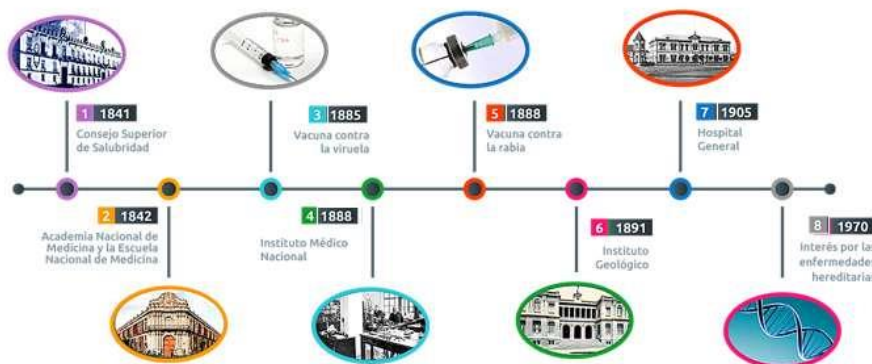 1 1841
Consejo Superior
de Salubridad
2 1842
Academia Nacional de
Medicina y la Escuela
Nacional de Medicina
3 1885
Vacuna contra
la viruela
4 1888
Instituto Médico
Nacional
5 1888
Vacuna contra
la rabia
6 1891
Instituto
Geológico
7 1905
Hospital
General
8 1970
Interés por las
enfermedades
hereditarias